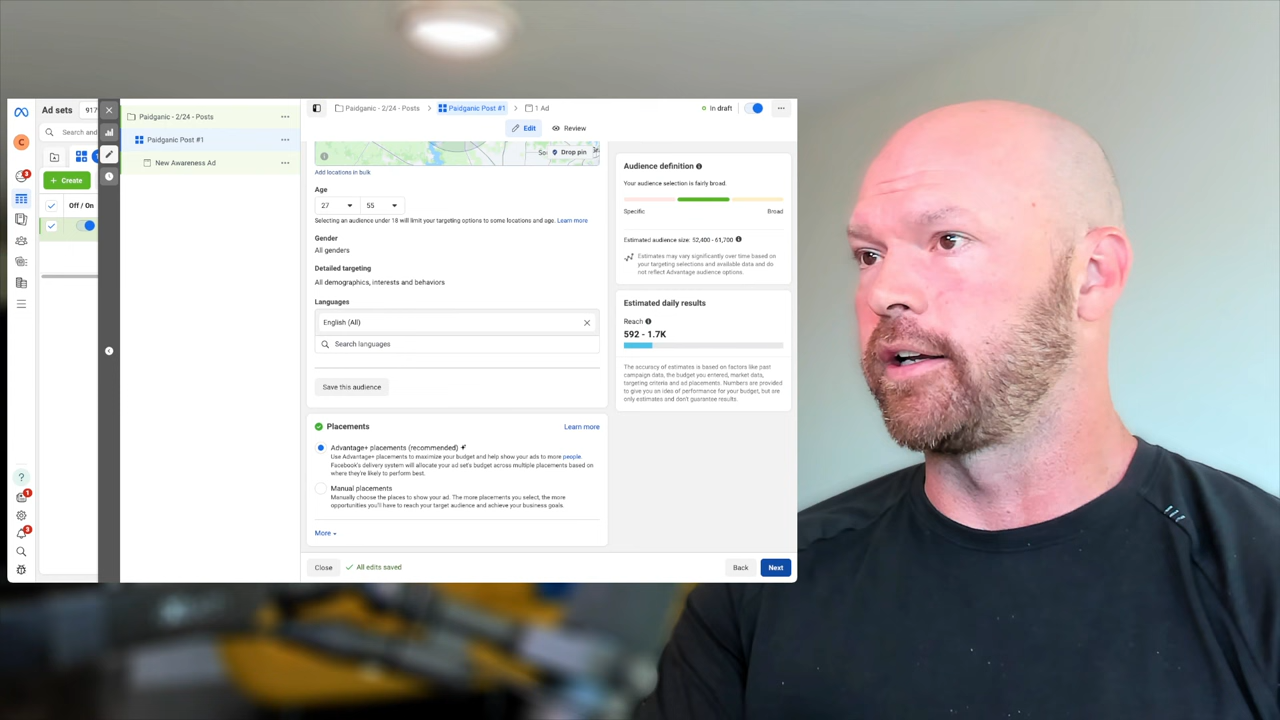 Ad sets
917
Search and
+ Create
Off / On
C
Paidganic - 2/24 - Posts
Paidganic Post #1
New Awareness Ad
Paidganic - 2/24 - Posts > Paidganic Post #1 > 1 Ad
In draft
Edit
Review
Drop pin
Add locations in bulk
Age
27
55
Selecting an audience under 18 will limit your targeting options to some locations and age. Learn more
Gender
All genders
Detailed targeting
All demographics, interests and behaviors
Languages
English (All)
Search languages
Save this audience
Placements
Learn more
Advantage+ placements (recommended)
Use Advantage+ placements to maximize your budget and help show your ads to more people.
Facebook's delivery system will allocate your ad set's budget across multiple placements based on
where they're likely to perform best.
Manual placements
Manually choose the places to show your ad. The more placements you select, the more
opportunities you'll have to reach your target audience and achieve your business goals.
More
Close
All edits saved
Back
Next
Audience definition
Your audience selection is fairly broad.
Specific
Broad
Estimated audience size: 52,400 - 61,700
Estimates may vary significantly over time based on
your targeting selections and available data and do
not reflect Advantage audience options.
Estimated daily results
Reach
592 - 1.7K
The accuracy of estimates is based on factors like past
campaign data, the budget you entered, market data,
targeting criteria and ad placements. Numbers are provided
to give you an idea of performance for your budget, but are
only estimates and don't guarantee results.